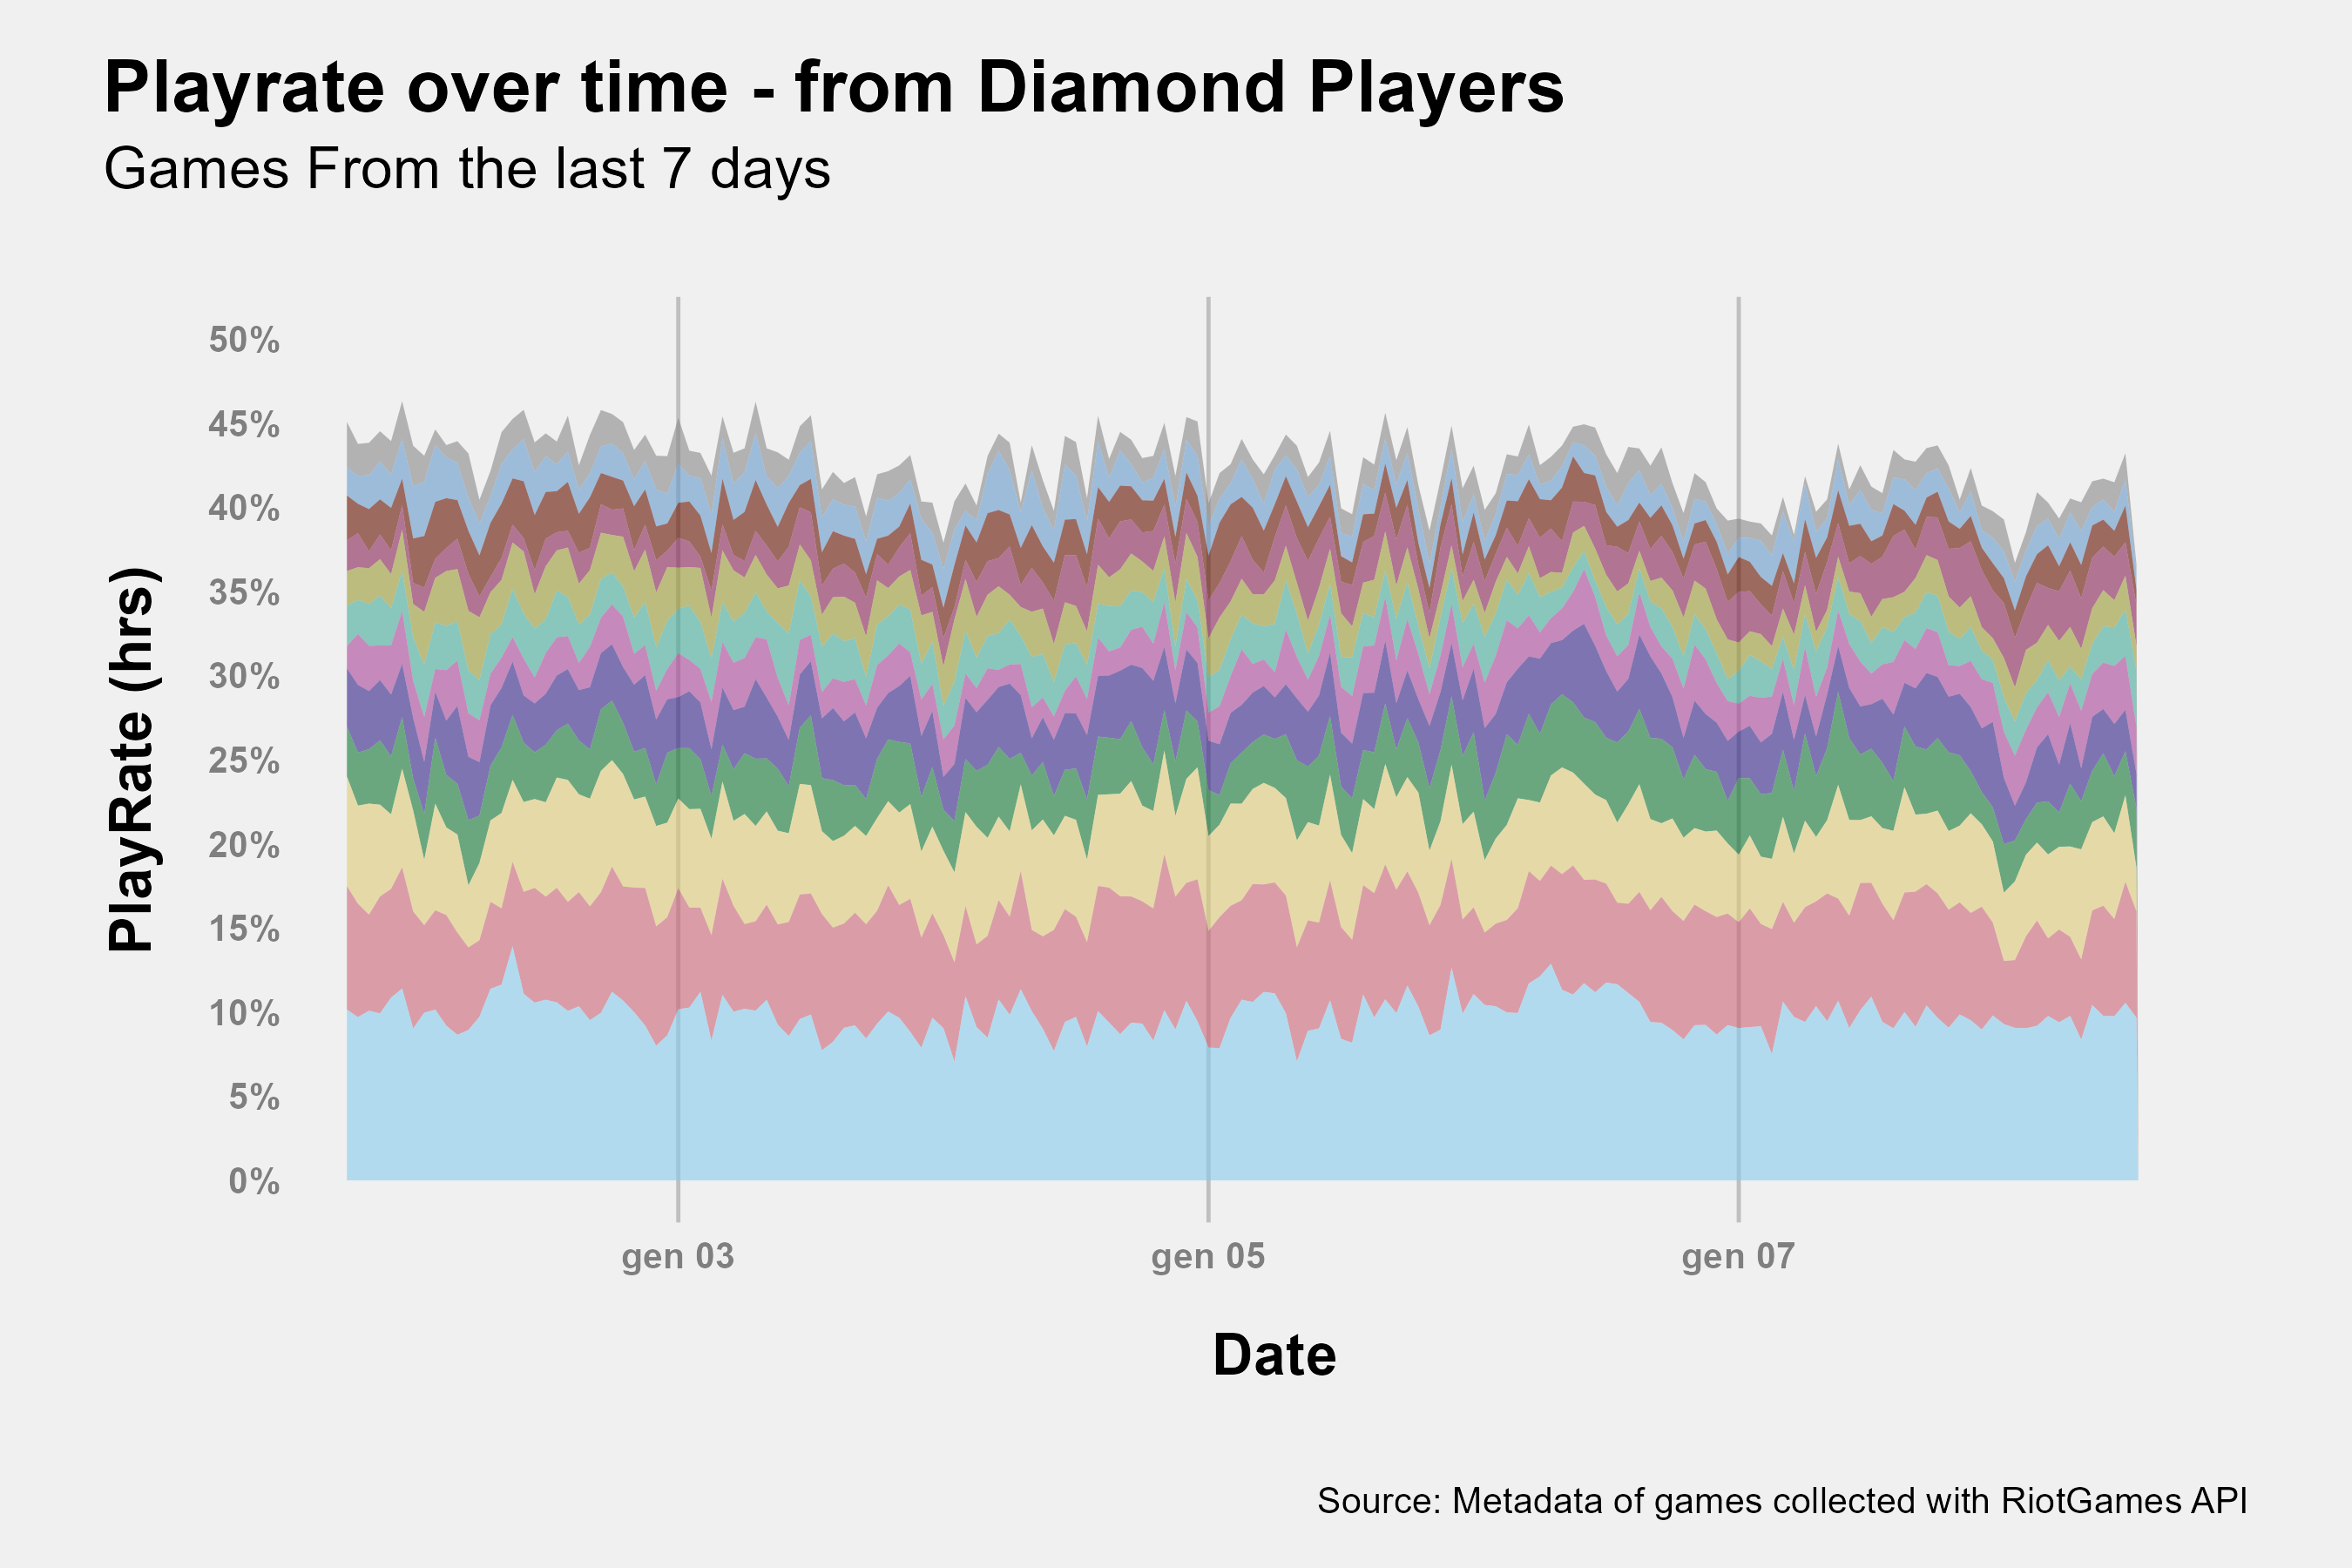 Playrate over time - from Diamond Players
Games From the last 7 days
PlayRate (hrs)
50%
45%
40%
35%
30%
25%
20%
15%
10%
5%
0%
gen 03
gen 05
gen 07
Date
Source: Metadata of games collected with RiotGames API